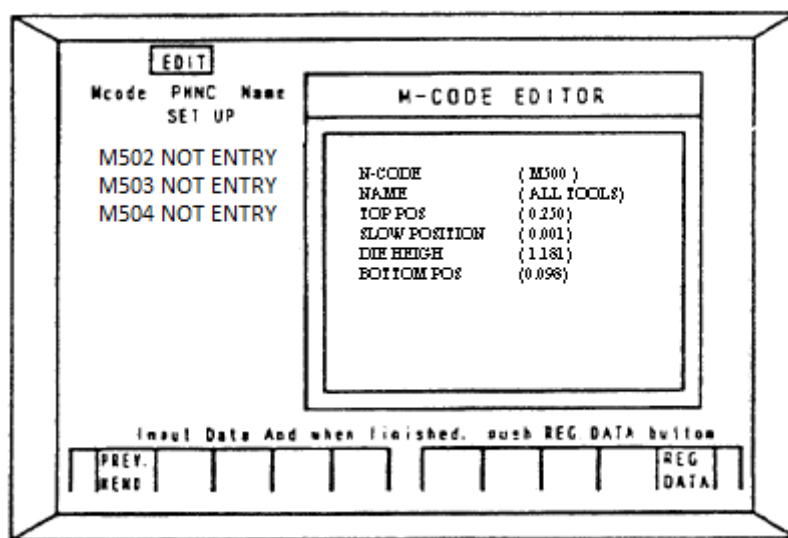 EDIT
Mcode PHNC Name
SET UP
M502 NOT ENTRY
M503 NOT ENTRY
M504 NOT ENTRY
M-CODE EDITOR
N-CODE ( M500 )
NAME ( ALL TOOLS)
TOP POS ( 0.250)
SLOW POSITION ( 0.001)
DIE HEIGH ( 1.181)
BOTTOM POS (0.098)
Input Data And when finished, push REG DATA button
PREV. MENU
REG DATA